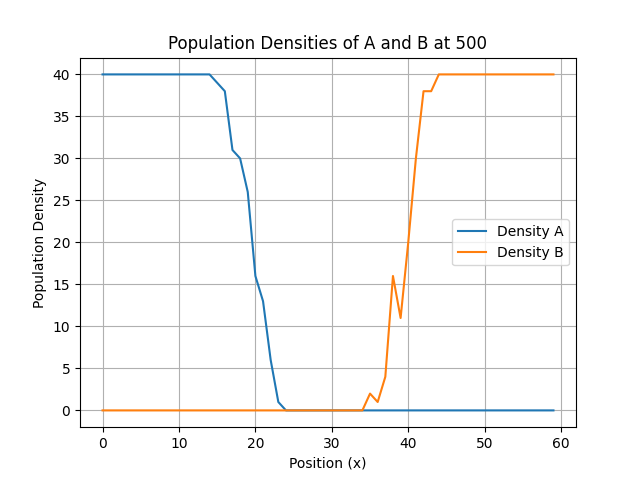 Population Densities of A and B at 500
40
35
30
25
20
15
10
5
0
Population Density
Density A
Density B
0 10 20 30 40 50 60
Position (x)